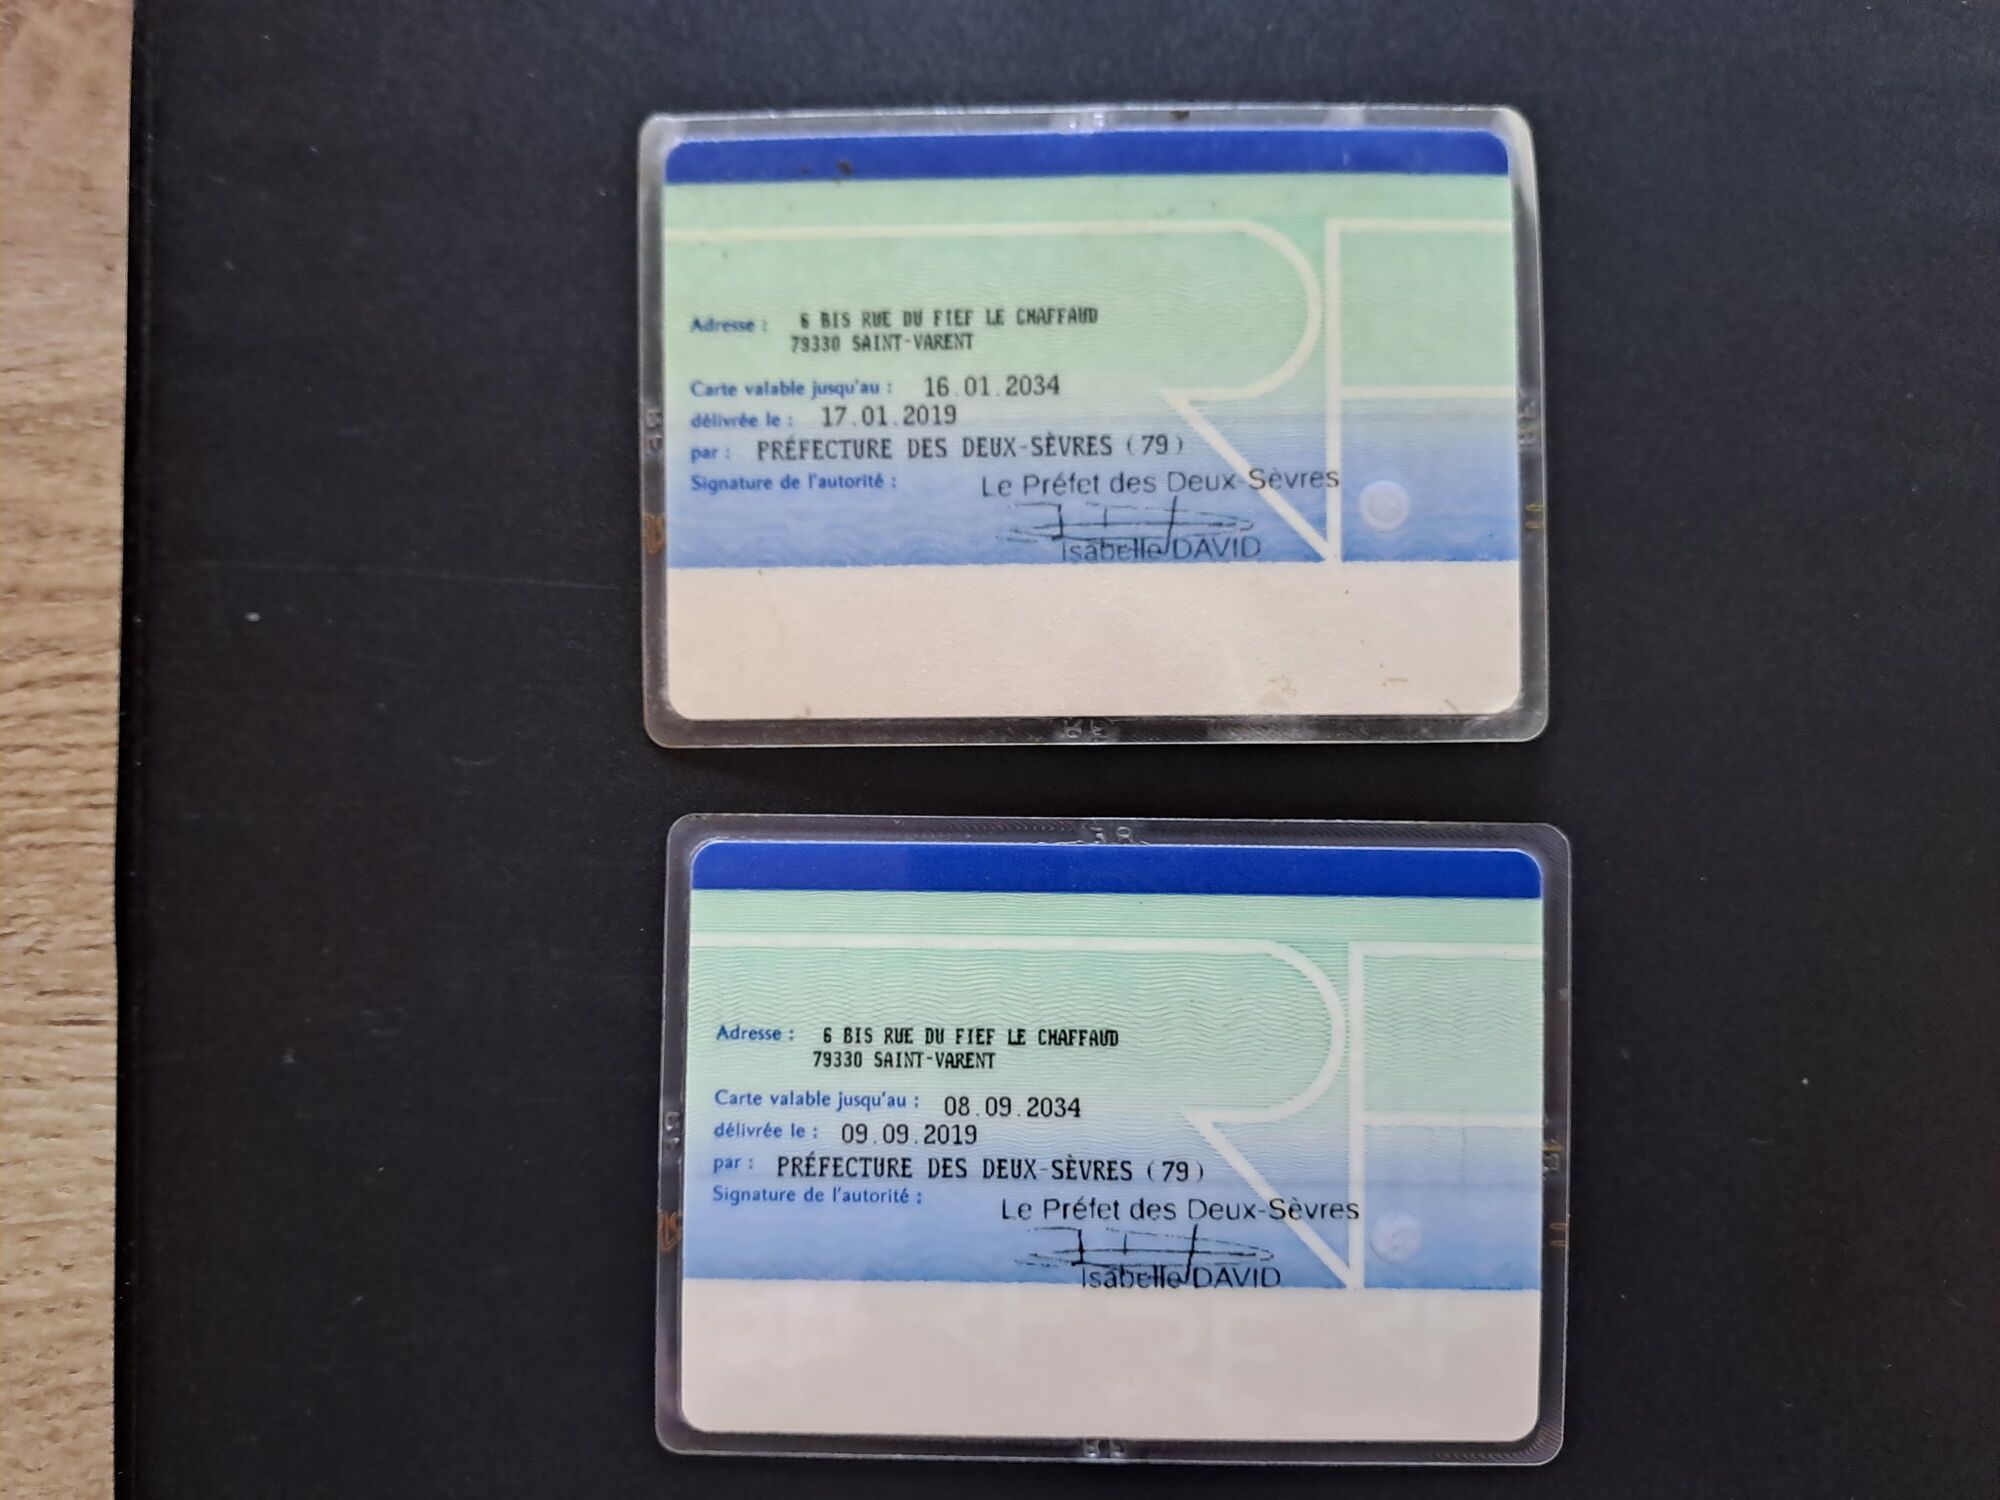 Adresse : 6 BIS RUE DU FIEF LE CHAFFAUD
79330 SAINT-VARENT
Carte valable jusqu'au : 16.01.2034
délivrée le : 17.01.2019
par : PRÉFECTURE DES DEUX-SÈVRES (79)
Signature de l'autorité : Le Préfet des Deux-Sèvres
Isabelle DAVID
RF
Adresse : 6 BIS RUE DU FIEF LE CHAFFAUD
79330 SAINT-VARENT
Carte valable jusqu'au : 08.09.2034
délivrée le : 09.09.2019
par : PRÉFECTURE DES DEUX-SÈVRES (79)
Signature de l'autorité : Le Préfet des Deux-Sèvres
Isabelle DAVID
RF